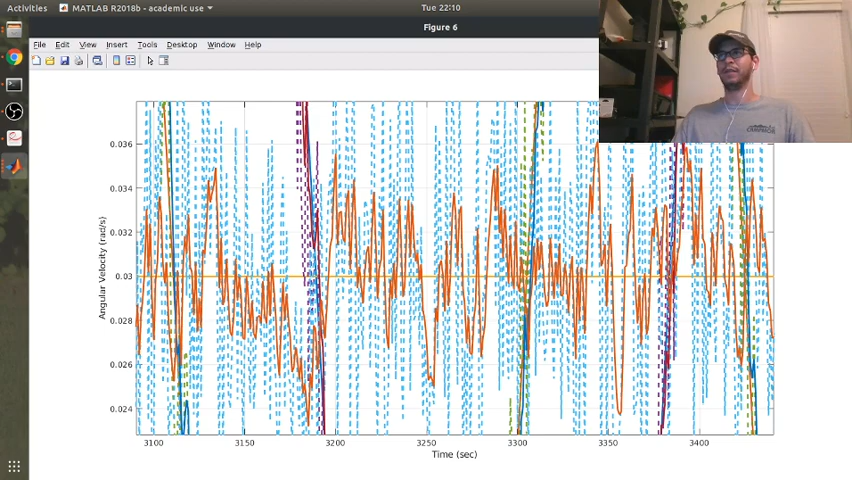 Activities MATLAB R2018b - academic use Tue 22:10
Figure 6
File Edit View Insert Tools Desktop Window Help
0.036
0.034
0.032
0.03
0.028
0.026
0.024
Angular Velocity (rad/s)
3100 3150 3200 3250 3300 3350 3400
Time (sec)